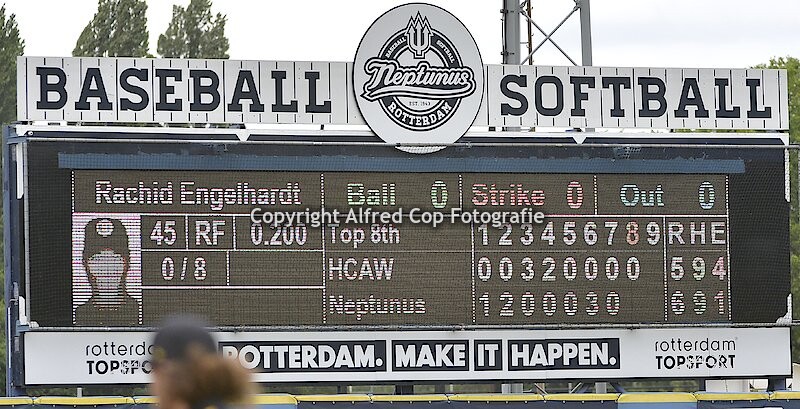 BASEBALL SOFTBALL
BASEBALL SOFTBALL
Neptunus
EST. 1943
ROTTERDAM
Rachid Engelhardt Ball 0 Strike 0 Out 0
Copyright Alfred Cop Fotografie
45 RF 0.200 Top 8th 1 2 3 4 5 6 7 8 9 R H E
0/8 HCAW 0 0 3 2 0 0 0 0 5 9 4
Neptunus 1 2 0 0 0 3 0 6 9 1
rotterdam TOPSPORT ROTTERDAM. MAKE IT HAPPEN. rotterdam TOPSPORT